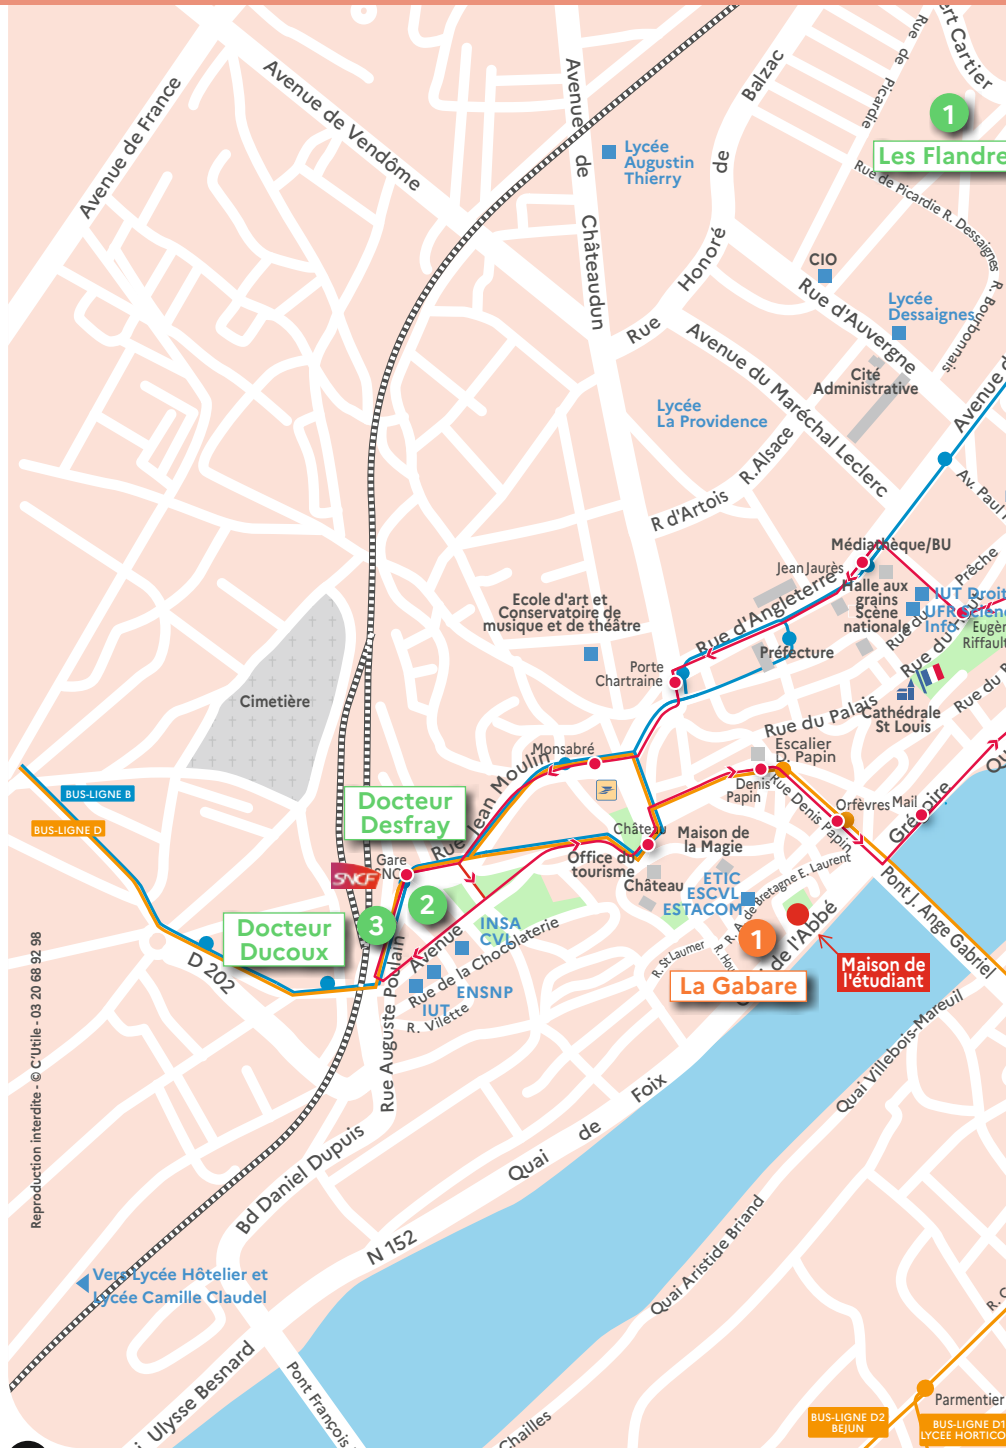 Avenue de France
Avenue de Vendôme
Avenue de Châteaudun
Lycée
Augustin
Thierry
Rue Honoré de Balzac
Rue de Picardie
ert Cartier
1
Les Flandre
Rue de Picardie R. Dessaignes
R. Bourbonnais
CIO
Rue d'Auvergne
Lycée
Dessaignes
Avenue du Maréchal Leclerc
Cité
Administrative
Lycée
La Providence
R.Alsace
R d'Artois
Avenue
Av. Paul
Médiathèque/BU
Jean Jaurès
Halle aux
grains
Scène
nationale
Prêche
IUT Droit
UFR Science
Info
Rue du
Eugèn
Riffault
Rue d'Angleterre
Préfecture
Ecole d'art et
Conservatoire de
musique et de théâtre
Porte
Chartraine
Cimetière
Rue du Palais
Cathédrale
St Louis
Rue du
Monsabré
Rue Jean Moulin
Escalier
D. Papin
Denis
Papin
Rue Denis Papin
Orfèvres
Mail
BUS-LIGNE B
BUS-LIGNE D
Docteur
Desfray
Gare
SNCF
Château
Office du
tourisme
Maison de
la Magie
Château
ETIC
ESCVL
ESTACOM
R. A. de Bretagne
E. Laurent
Pont J. Ange Gabriel
2
3
Docteur
Ducoux
INSA
CVL
Avenue
Rue de la Chocolaterie
ENSNP
IUT
R. Vilette
D 202
Rue Auguste Poulain
R. St Laumer
1
La Gabare
de l'Abbé
Grégoire
Maison de
l'étudiant
Quai Villebois-Mareuil
Quai de Foix
Bd Daniel Dupuis
N 152
Quai Aristide Briand
Vers Lycée Hôtelier et
Lycée Camille Claudel
Ulysse Besnard
Pont François
Chailles
Parmentier
BUS-LIGNE D2
BEJUN
BUS-LIGNE D1
LYCEE HORTICO
Reproduction interdite - © C'Utile - 03 20 68 92 98